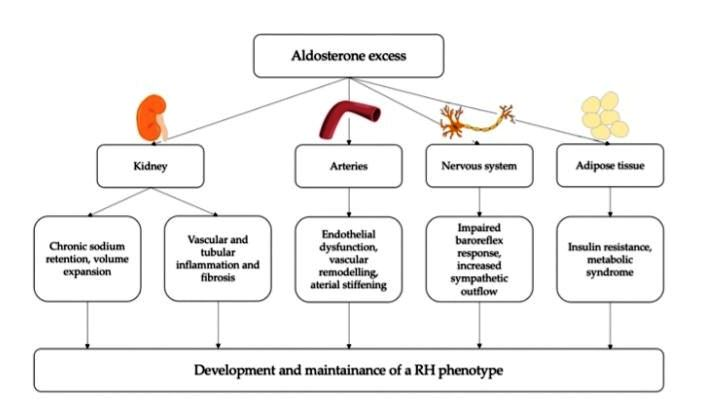 Aldosterone excess
Kidney
Arteries
Nervous system
Adipose tissue
Chronic sodium
retention, volume
expansion
Vascular and
tubular
inflammation and
fibrosis
Endothelial
dysfunction,
vascular
remodelling,
aterial stiffening
Impaired
baroreflex
response,
increased
sympathetic
outflow
Insulin resistance,
metabolic
syndrome
Development and maintainance of a RH phenotype